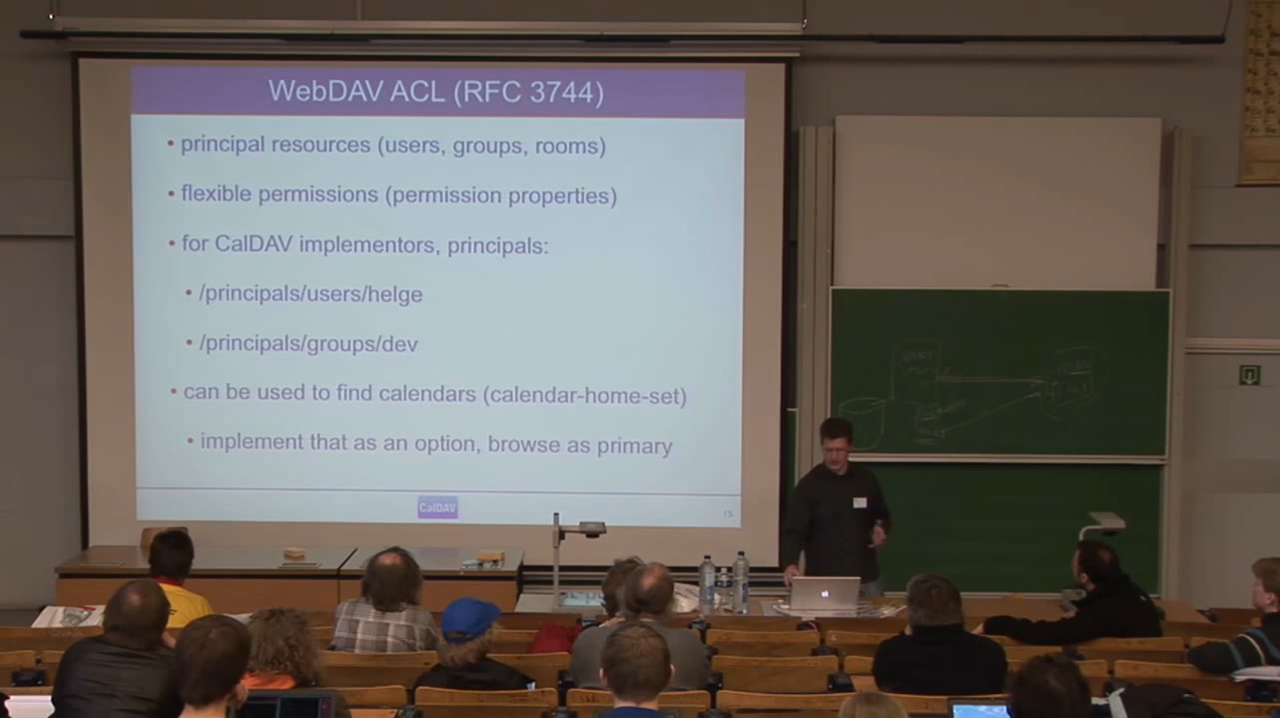 WebDAV ACL (RFC 3744)
• principal resources (users, groups, rooms)
• flexible permissions (permission properties)
• for CalDAV implementors, principals:
• /principals/users/helge
• /principals/groups/dev
• can be used to find calendars (calendar-home-set)
• implement that as an option, browse as primary
CalDAV
15